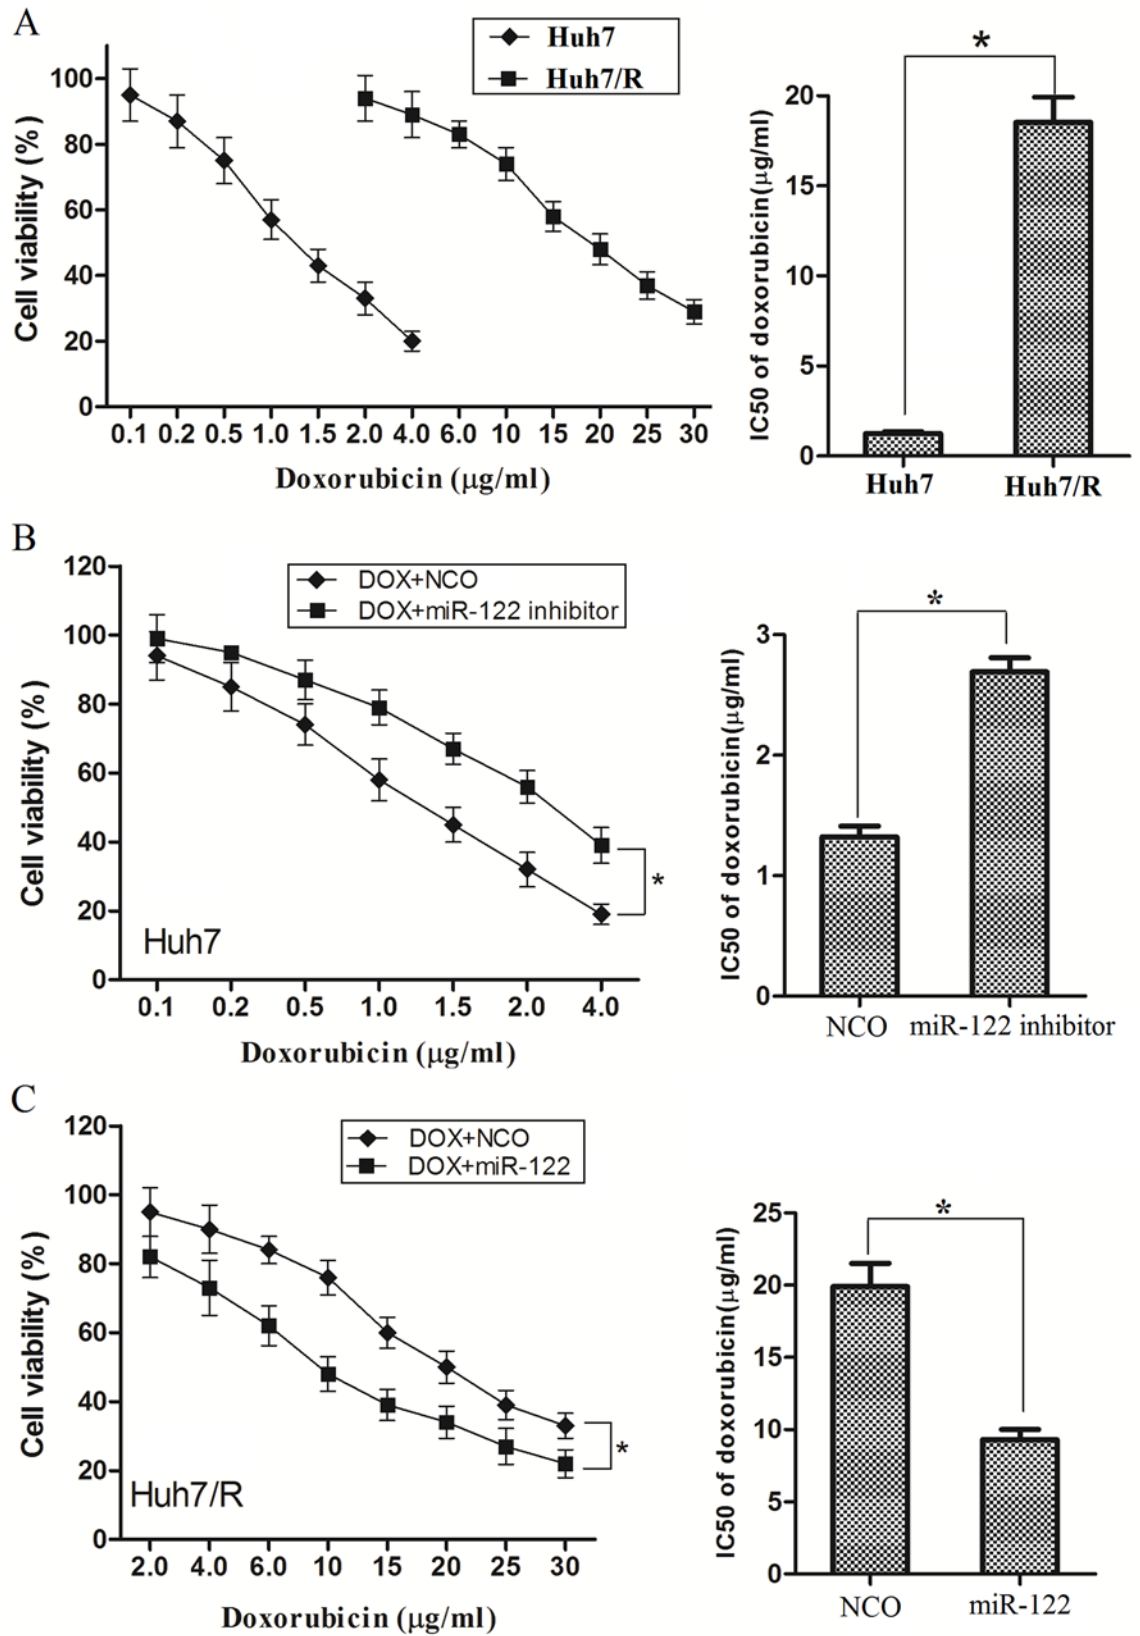 A
Huh7
Huh7/R
Cell viability (%)
100
80
60
40
20
0
0.1 0.2 0.5 1.0 1.5 2.0 4.0 6.0 10 15 20 25 30
Doxorubicin (μg/ml)
*
IC50 of doxorubicin(μg/ml)
20
15
10
5
0
Huh7 Huh7/R
B
DOX+NCO
DOX+miR-122 inhibitor
Cell viability (%)
120
100
80
60
40
20
0
*
Huh7
0.1 0.2 0.5 1.0 1.5 2.0 4.0
Doxorubicin (μg/ml)
*
IC50 of doxorubicin(μg/ml)
3
2
1
0
NCO miR-122 inhibitor
C
DOX+NCO
DOX+miR-122
Cell viability (%)
120
100
80
60
40
20
0
*
Huh7/R
2.0 4.0 6.0 10 15 20 25 30
Doxorubicin (μg/ml)
*
IC50 of doxorubicin(μg/ml)
25
20
15
10
5
0
NCO miR-122